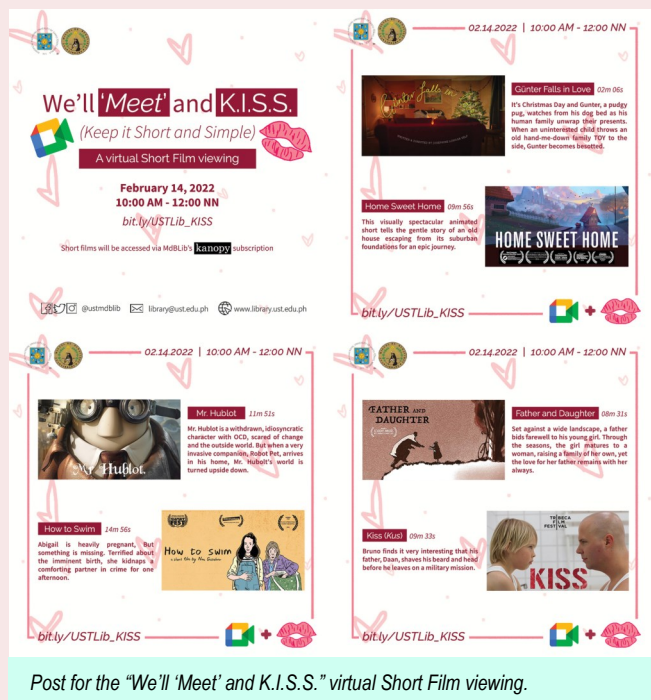 We'll 'Meet' and K.I.S.S.
(Keep it Short and Simple)
A virtual Short Film viewing
February 14, 2022
10:00 AM - 12:00 NN
bit.ly/USTLib_KISS
Short films will be accessed via MdBLib's kanopy subscription
@ustmdblib library@ust.edu.ph www.library.ust.edu.ph
02.14.2022 | 10:00 AM - 12:00 NN
Günter Falls in Love 02m 06s
It's Christmas Day and Gunter, a pudgy
pug, watches from his dog bed as his
human family unwrap their presents.
When an uninterested child throws an
old hand-me-down family TOY to the
side, Gunter becomes besotted.
Home Sweet Home 09m 56s
This visually spectacular animated
short tells the gentle story of an old
house escaping from its suburban
foundations for an epic journey.
HOME SWEET HOME
bit.ly/USTLib_KISS
02.14.2022 | 10:00 AM - 12:00 NN
Mr. Hublot.
Mr. Hublot 11m 51s
Mr. Hublot is a withdrawn, idiosyncratic
character with OCD, scared of change
and the outside world. But when a very
invasive companion, Robot Pet, arrives
in his home, Mr. Hubolt's world is
turned upside down.
How to Swim 14m 56s
Abigail is heavily pregnant, But
something is missing. Terrified about
the imminent birth, she kidnaps a
comforting partner in crime for one
afternoon.
HOW TO SWIM
bit.ly/USTLib_KISS
02.14.2022 | 10:00 AM - 12:00 NN
FATHER AND
DAUGHTER
Father and Daughter 08m 31s
Set against a wide landscape, a father
bids farewell to his young girl. Through
the seasons, the girl matures to a
woman, raising a family of her own, yet
the love for her father remains with her
always.
Kiss (Kus) 09m 33s
Bruno finds it very interesting that his
father, Daan, shaves his beard and head
before he leaves on a military mission.
TRIBECA
FILM
FESTIVAL
KISS
bit.ly/USTLib_KISS
Post for the "We'll 'Meet' and K.I.S.S." virtual Short Film viewing.